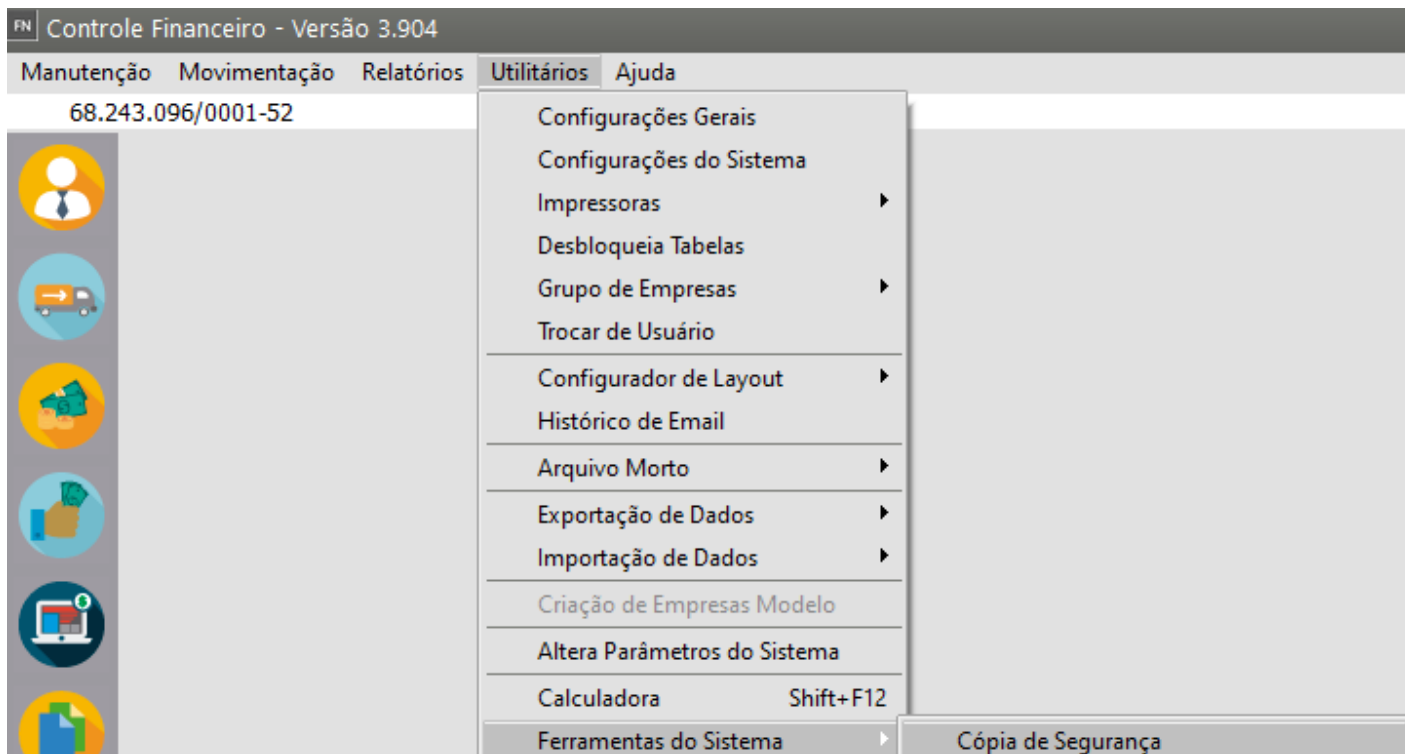 FN Controle Financeiro - Versão 3.904
Manutenção Movimentação Relatórios Utilitários Ajuda
68.243.096/0001-52
Configurações Gerais
Configurações do Sistema
Impressoras
Desbloqueia Tabelas
Grupo de Empresas
Trocar de Usuário
Configurador de Layout
Histórico de Email
Arquivo Morto
Exportação de Dados
Importação de Dados
Criação de Empresas Modelo
Altera Parâmetros do Sistema
Calculadora Shift+F12
Ferramentas do Sistema Cópia de Segurança